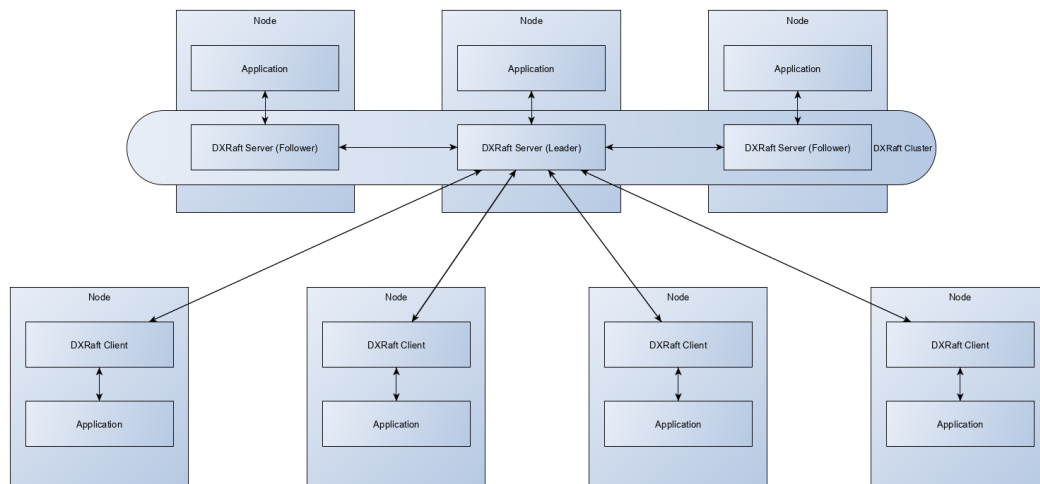 Node
Node
Node
Application
Application
Application
DXRaft Server (Follower)
DXRaft Server (Leader)
DXRaft Server (Follower)
DXRaft Cluster
Node
Node
Node
Node
DXRaft Client
DXRaft Client
DXRaft Client
DXRaft Client
Application
Application
Application
Application